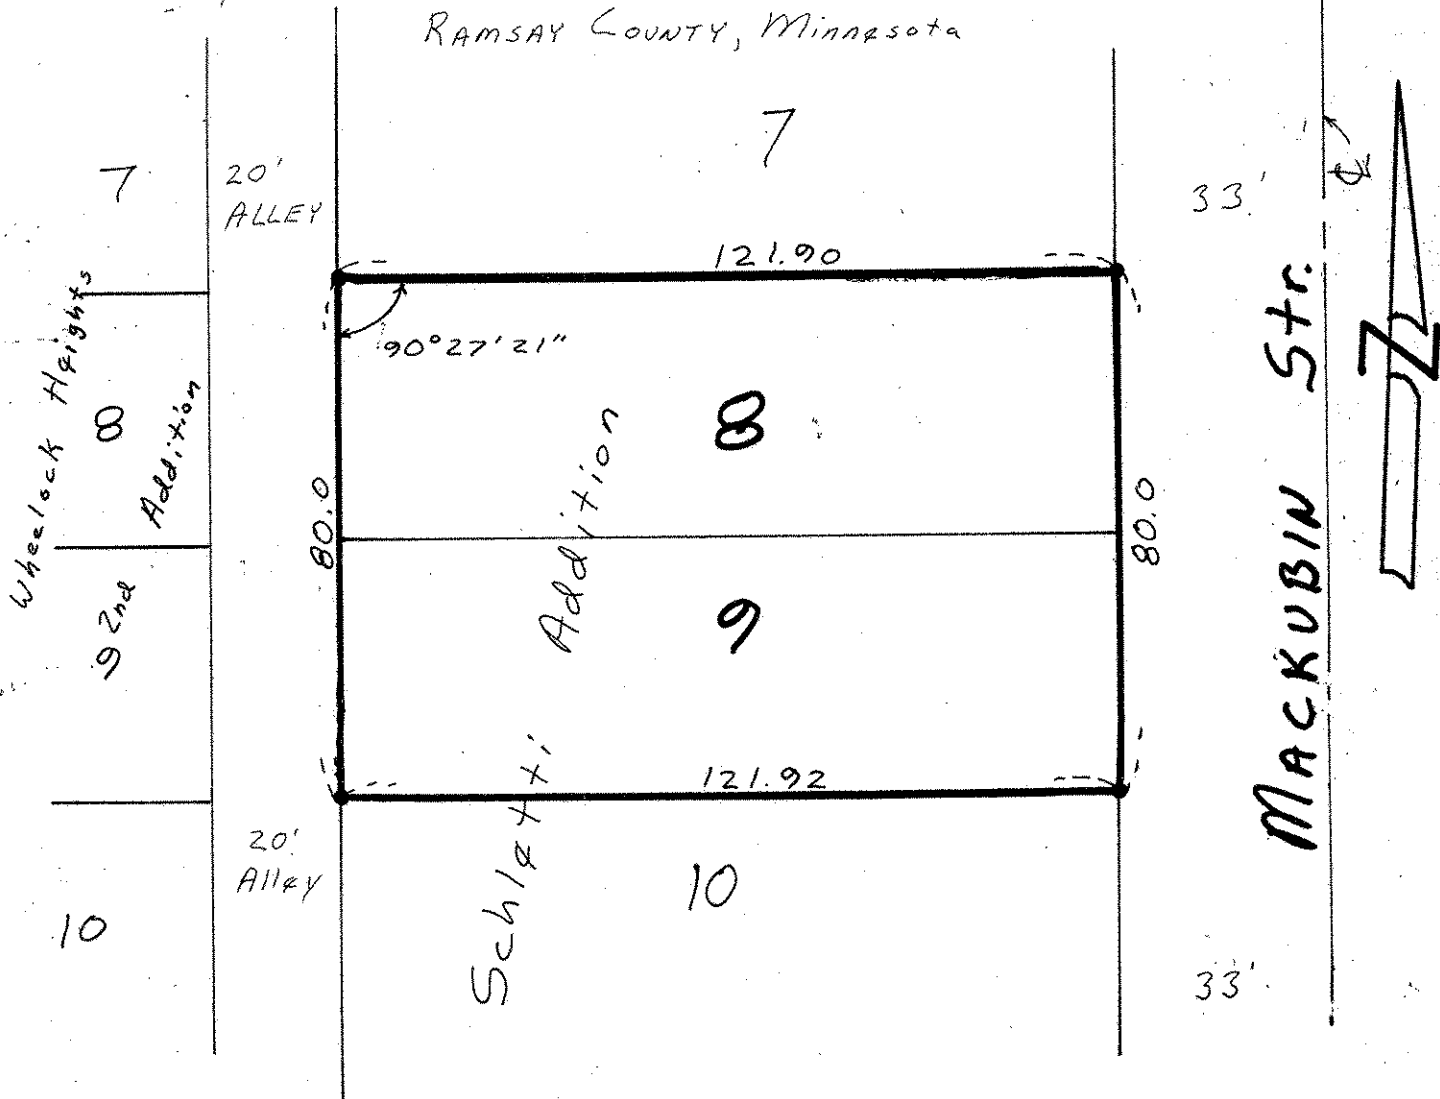 RAMSAY COUNTY, Minnesota
7
7
20'
ALLEY
33'
℄
121.90
90°27'21"
Wheelock Heights
8
Addition
8
80.0
80.0
MACKUBIN Str.
N
9
2nd
9
Schletti Addition
121.92
20'
Alley
10
10
33'